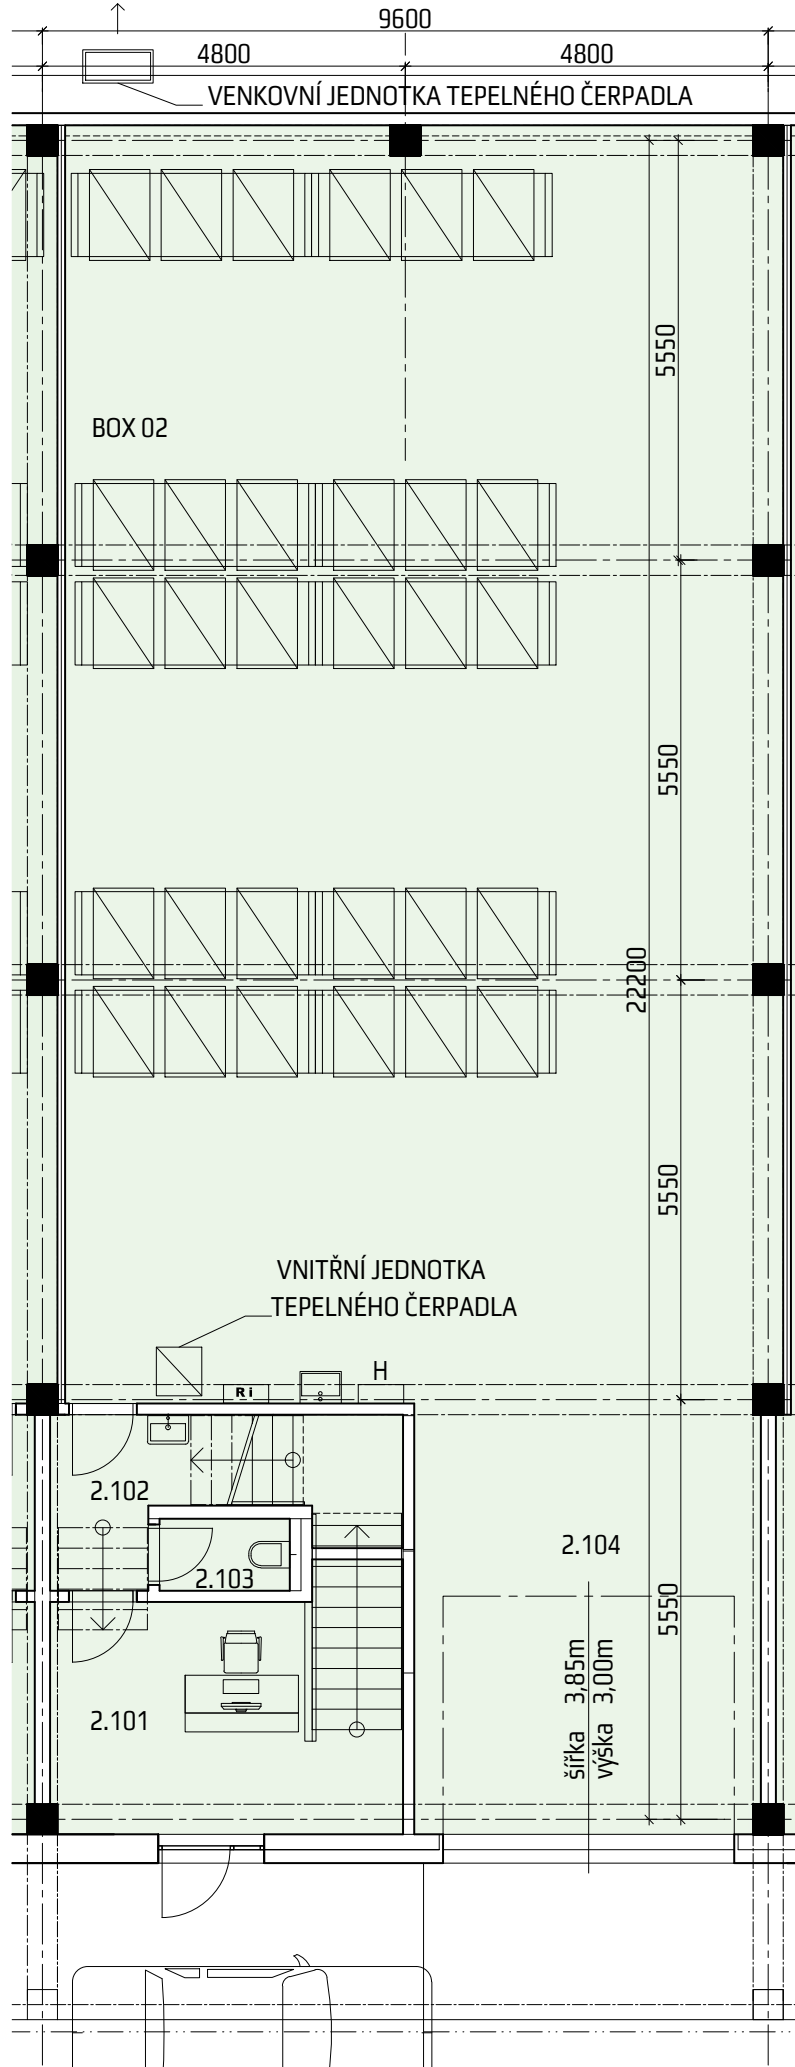 9600
4800
4800
VENKOVNÍ JEDNOTKA TEPELNÉHO ČERPADLA
5550
BOX 02
5550
22200
5550
VNITŘNÍ JEDNOTKA
TEPELNÉHO ČERPADLA
Ri
H
2.102
2.104
2.103
5550
šířka 3,85m
výška 3,00m
2.101